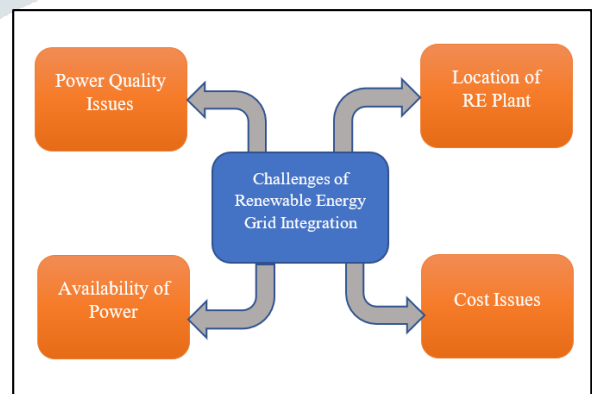 Power Quality
Issues
Location of
RE Plant
Challenges of
Renewable Energy
Grid Integration
Availability of
Power
Cost Issues